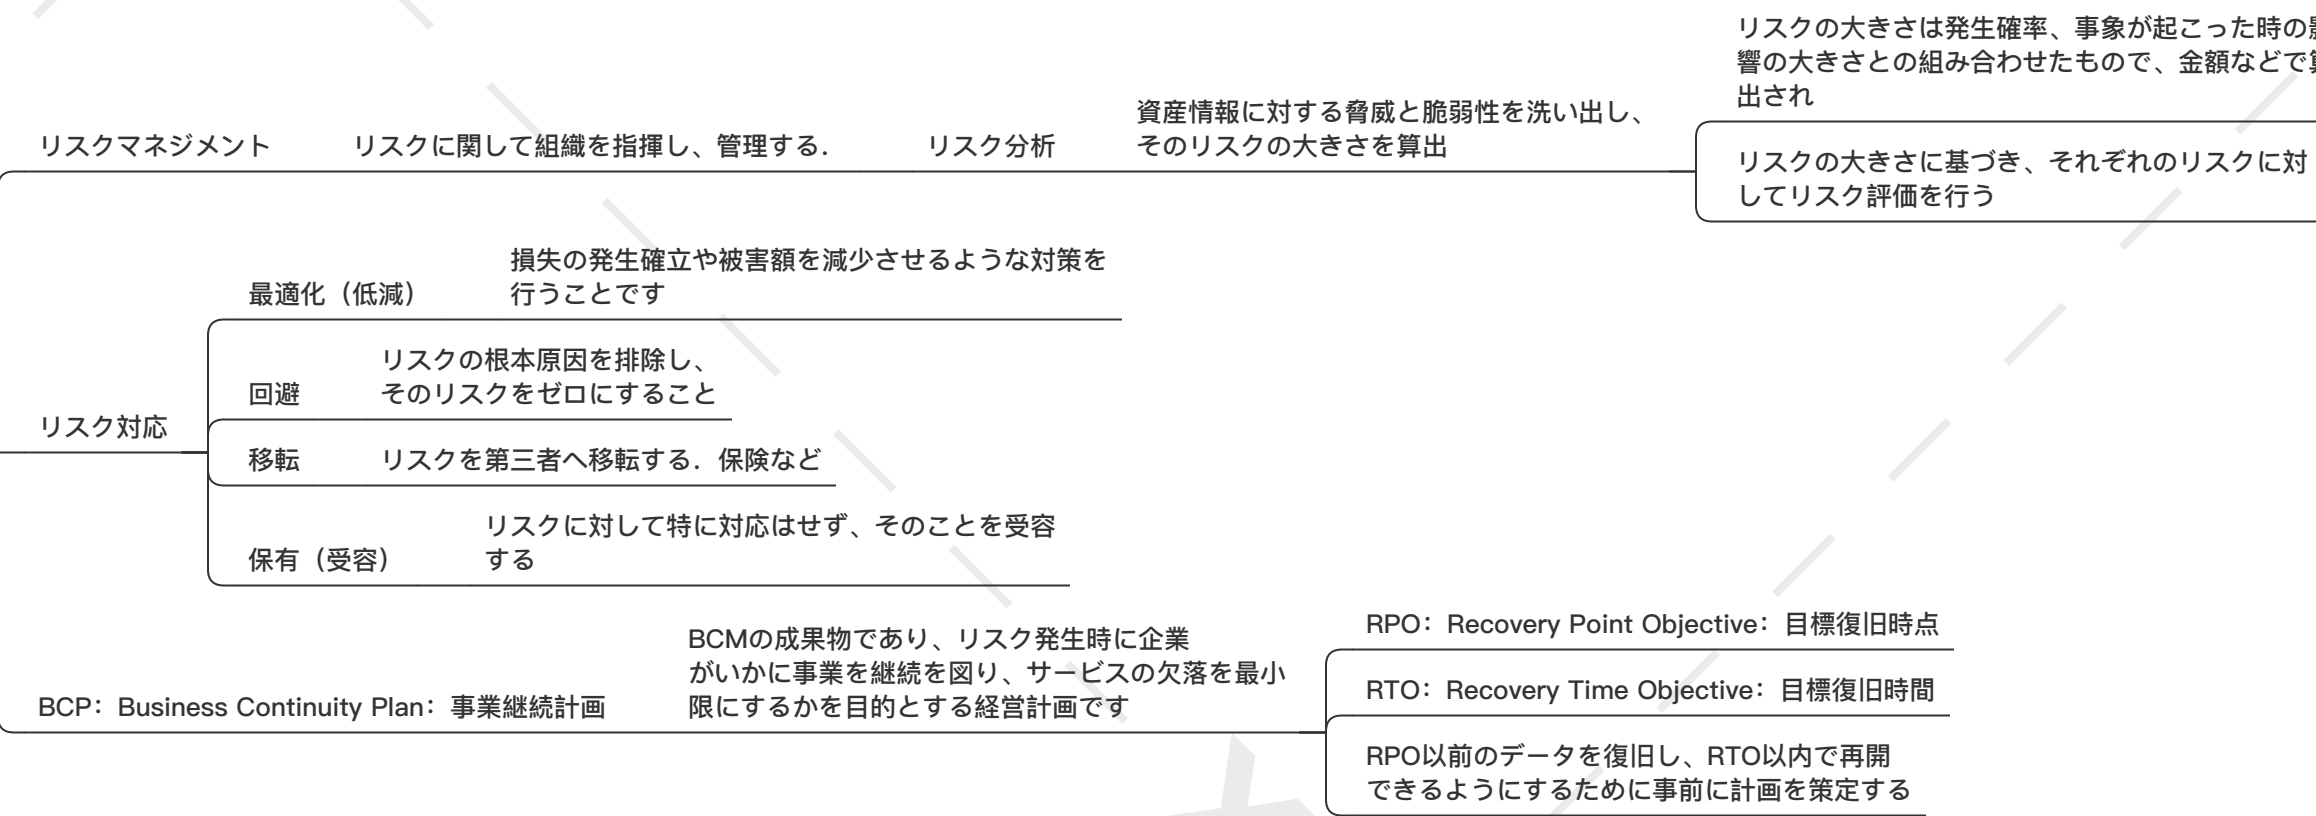 リスクの大きさは発生確率、事象が起こった時の影
響の大きさとの組み合わせたもので、金額などで算
出され
リスクマネジメント
リスクに関して組織を指揮し、管理する.
リスク分析
資産情報に対する脅威と脆弱性を洗い出し、
そのリスクの大きさを算出
リスクの大きさに基づき、それぞれのリスクに対
してリスク評価を行う
リスク対応
最適化（低減）
損失の発生確立や被害額を減少させるような対策を
行うことです
回避
リスクの根本原因を排除し、
そのリスクをゼロにすること
移転
リスクを第三者へ移転する．保険など
保有（受容）
リスクに対して特に対応はせず、そのことを受容
する
BCP：Business Continuity Plan：事業継続計画
BCMの成果物であり、リスク発生時に企業
がいかに事業を継続を図り、サービスの欠落を最小
限にするかを目的とする経営計画です
RPO：Recovery Point Objective：目標復旧時点
RTO：Recovery Time Objective：目標復旧時間
RPO以前のデータを復旧し、RTO以内で再開
できるようにするために事前に計画を策定する